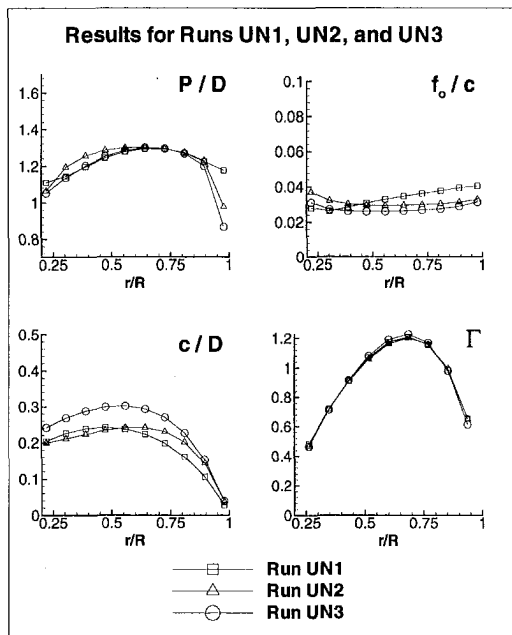 Results for Runs UN1, UN2, and UN3
P / D
1.6
1.4
1.2
1
0.8
0.25 0.5 0.75 1
r/R
f₀ / c
0.1
0.08
0.06
0.04
0.02
0
0.25 0.5 0.75 1
r/R
c / D
0.5
0.4
0.3
0.2
0.1
0
0.25 0.5 0.75 1
r/R
Γ
1.2
1
0.8
0.6
0.4
0.2
0
0.25 0.5 0.75 1
r/R
Run UN1
Run UN2
Run UN3